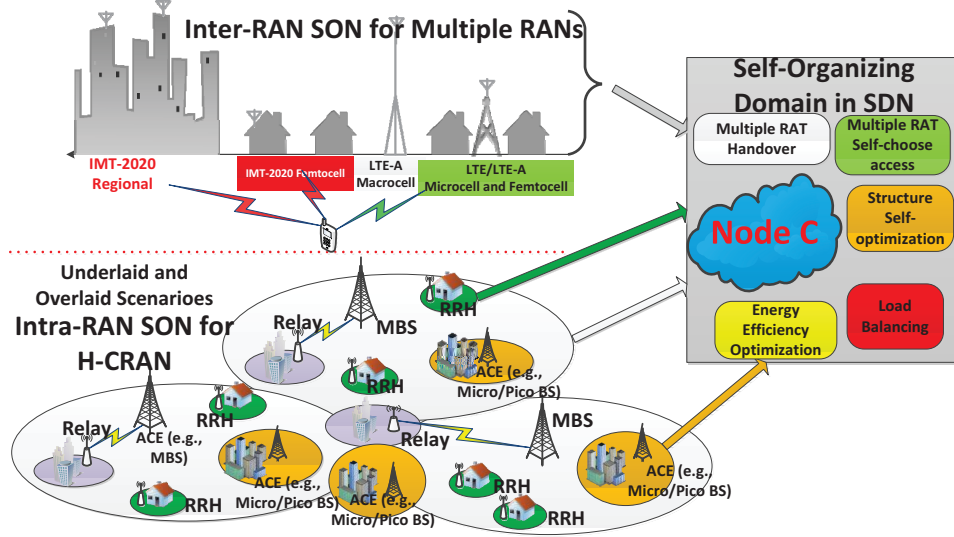 Inter-RAN SON for Multiple RANs
IMT-2020
Regional
IMT-2020 Femtocell
LTE-A
Macrocell
LTE/LTE-A
Microcell and Femtocell
Self-Organizing
Domain in SDN
Multiple RAT
Handover
Multiple RAT
Self-choose
access
Node C
Structure
Self-
optimization
Energy
Efficiency
Optimization
Load
Balancing
Underlaid and
Overlaid Scenarioes
Intra-RAN SON for
H-CRAN
Relay
MBS
RRH
RRH
ACE (e.g.,
Micro/Pico BS)
Relay
ACE (e.g.,
MBS)
RRH
RRH
ACE (e.g.,
Micro/Pico BS)
ACE (e.g.,
Micro/Pico BS)
Relay
MBS
RRH
RRH
ACE (e.g.,
Micro/Pico BS)